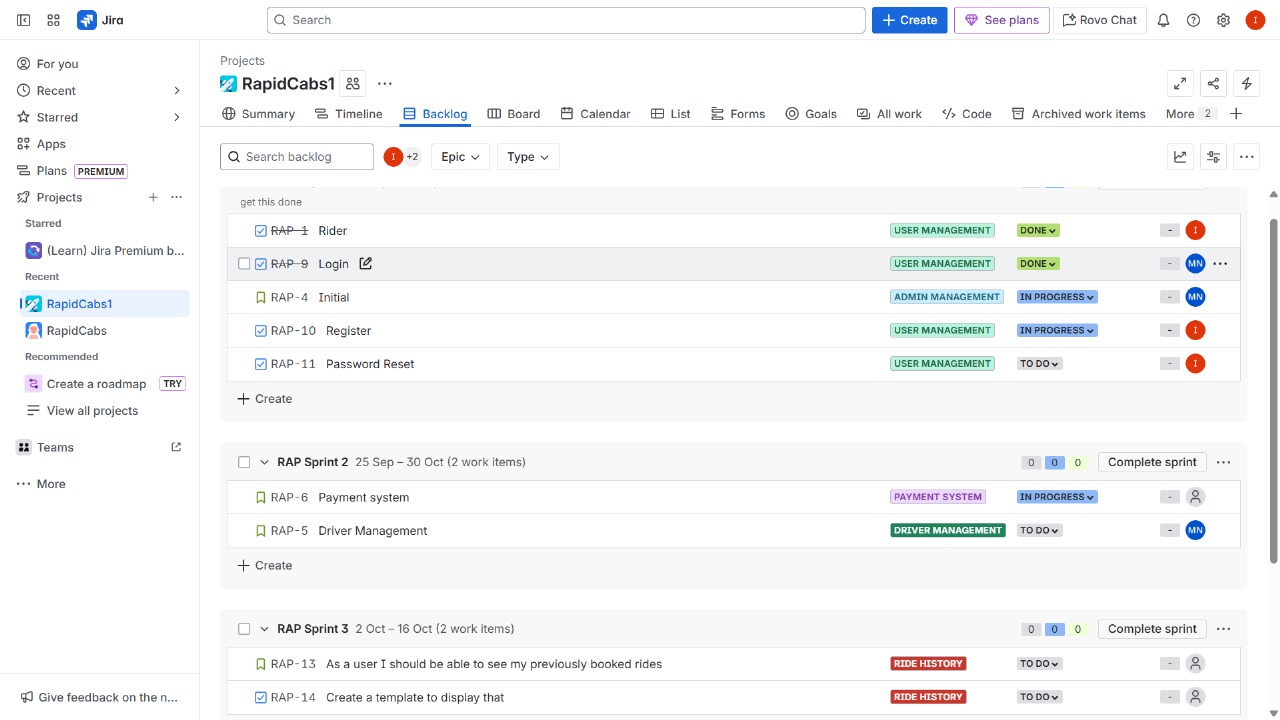 Jira
Search
Create
See plans
Rovo Chat
I
For you
Recent
Starred
Apps
Plans PREMIUM
Projects
Starred
(Learn) Jira Premium b...
Recent
RapidCabs1
RapidCabs
Recommended
Create a roadmap TRY
View all projects
Teams
More
Give feedback on the n...
Projects
RapidCabs1
Summary Timeline Backlog Board Calendar List Forms Goals All work Code Archived work items More 2
Search backlog I +2 Epic Type
get this done
RAP-1 Rider USER MANAGEMENT DONE - I
RAP-9 Login USER MANAGEMENT DONE - MN
RAP-4 Initial ADMIN MANAGEMENT IN PROGRESS - MN
RAP-10 Register USER MANAGEMENT IN PROGRESS - I
RAP-11 Password Reset USER MANAGEMENT TO DO - I
Create
RAP Sprint 2 25 Sep – 30 Oct (2 work items) 0 0 0 Complete sprint
RAP-6 Payment system PAYMENT SYSTEM IN PROGRESS -
RAP-5 Driver Management DRIVER MANAGEMENT TO DO - MN
Create
RAP Sprint 3 2 Oct – 16 Oct (2 work items) 0 0 0 Complete sprint
RAP-13 As a user I should be able to see my previously booked rides RIDE HISTORY TO DO -
RAP-14 Create a template to display that RIDE HISTORY TO DO -